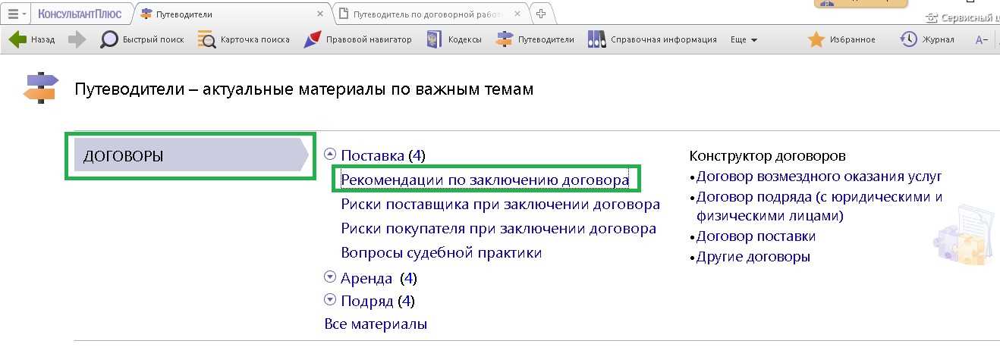 КонсультантПлюс
Путеводители
Путеводитель по договорной работе
Сервисный
Назад
Быстрый поиск
Карточка поиска
Правовой навигатор
Кодексы
Путеводители
Справочная информация
Еще
Избранное
Журнал
А−
Путеводители – актуальные материалы по важным темам
ДОГОВОРЫ
Поставка (4)
Рекомендации по заключению договора
Риски поставщика при заключении договора
Риски покупателя при заключении договора
Вопросы судебной практики
Аренда (4)
Подряд (4)
Все материалы
Конструктор договоров
•Договор возмездного оказания услуг
•Договор подряда (с юридическими и
физическими лицами)
•Договор поставки
•Другие договоры